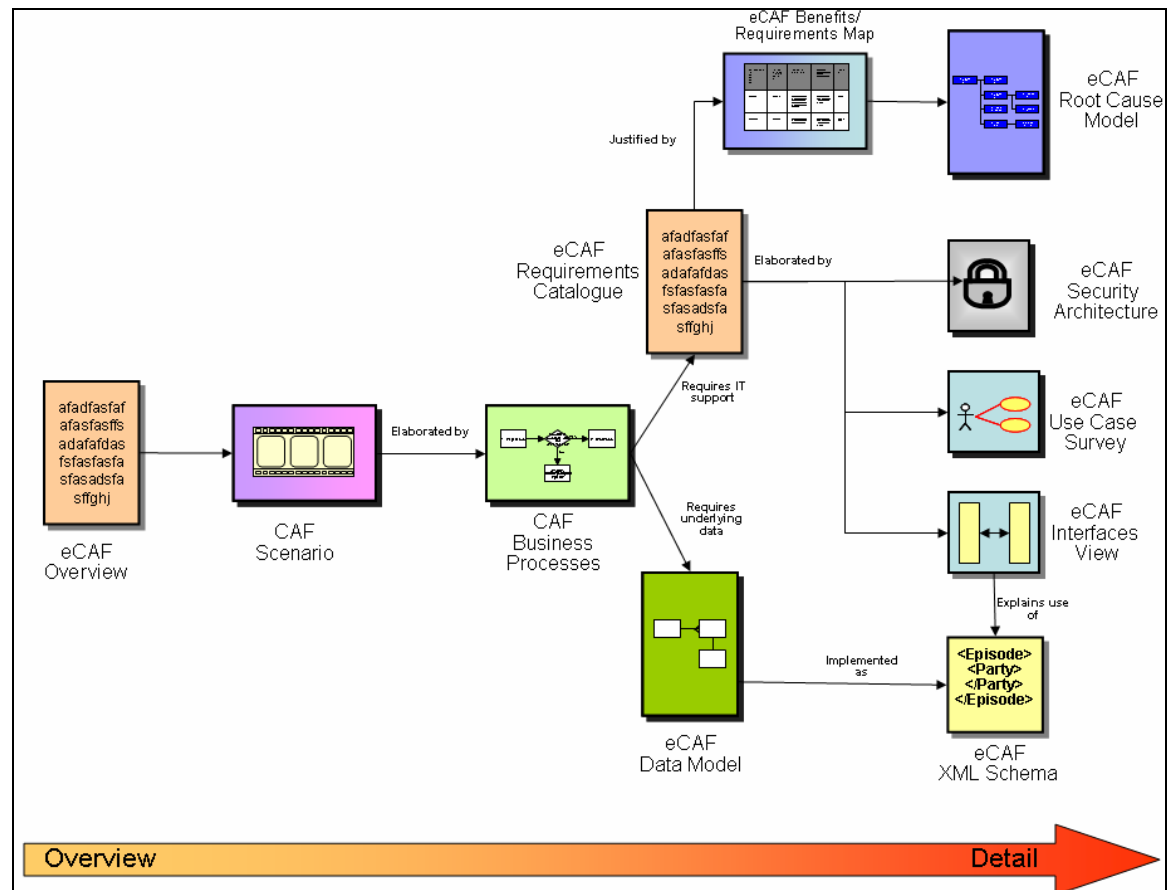 eCAF Benefits/
Requirements Map
eCAF
Root Cause
Model
Justified by
eCAF
Requirements
Catalogue
afadfasfaf
afasfasffs
adafafdas
fsfasfasfa
sfasadsfa
sffghj
Elaborated by
eCAF
Security
Architecture
Requires IT
support
eCAF
Use Case
Survey
afadfasfaf
afasfasffs
adafafdas
fsfasfasfa
sfasadsfa
sffghj
eCAF
Overview
CAF
Scenario
Elaborated by
CAF
Business
Processes
Requires
underlying
data
eCAF
Interfaces
View
Explains use
of
eCAF
Data Model
Implemented
as
<Episode>
<Party>
</Party>
</Episode>
eCAF
XML Schema
Overview
Detail